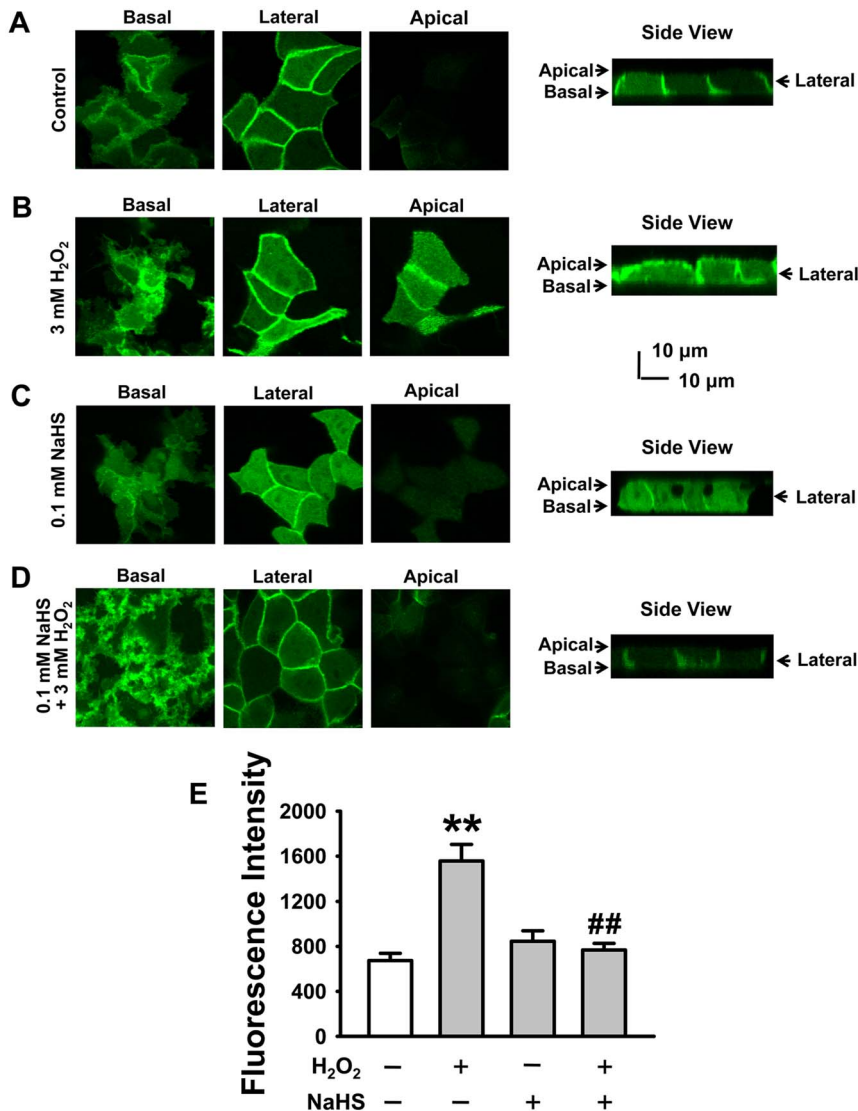 A
Basal Lateral Apical
Control
Side View
Apical
Basal
Lateral
B
Basal Lateral Apical
3 mM H₂O₂
Side View
Apical
Basal
Lateral
10 μm
10 μm
C
Basal Lateral Apical
0.1 mM NaHS
Side View
Apical
Basal
Lateral
D
Basal Lateral Apical
0.1 mM NaHS
+ 3 mM H₂O₂
Side View
Apical
Basal
Lateral
E
Fluorescence Intensity
2000
1600
1200
800
400
0
**
##
H₂O₂ – + – +
NaHS – – + +